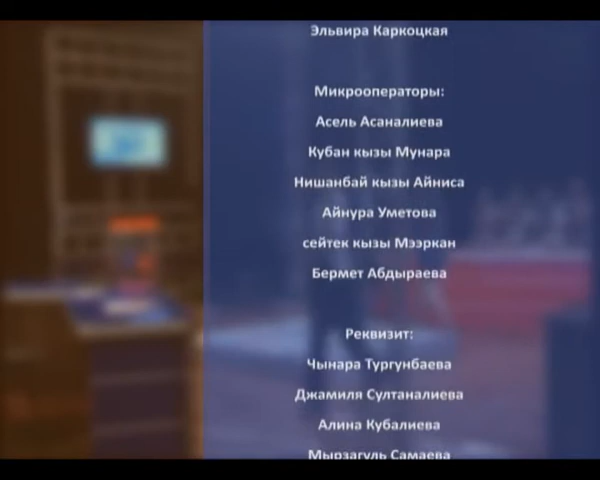 Эльвира Каркоцкая
Микрооператоры:
Асель Асаналиева
Кубан кызы Мунара
Нишанбай кызы Айниса
Айнура Уметова
сейтек кызы Мээркан
Бермет Абдыраева
Реквизит:
Чынара Тургунбаева
Джамиля Султаналиева
Алина Кубалиева
Мырзагуль Самаева